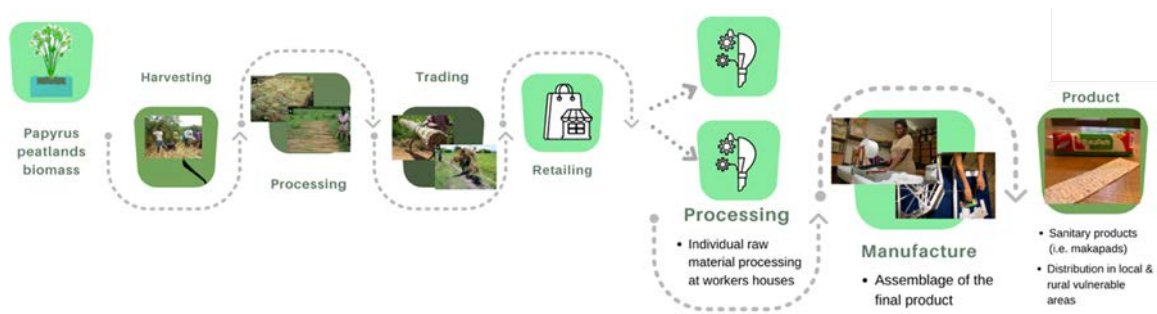 Papyrus
peatlands
biomass
Harvesting
Processing
Trading
Retailing
Processing
• Individual raw
material processing
at workers houses
Manufacture
• Assemblage of the
final product
Product
• Sanitary products
(i.e. makapads)
• Distribution in local &
rural vulnerable
areas